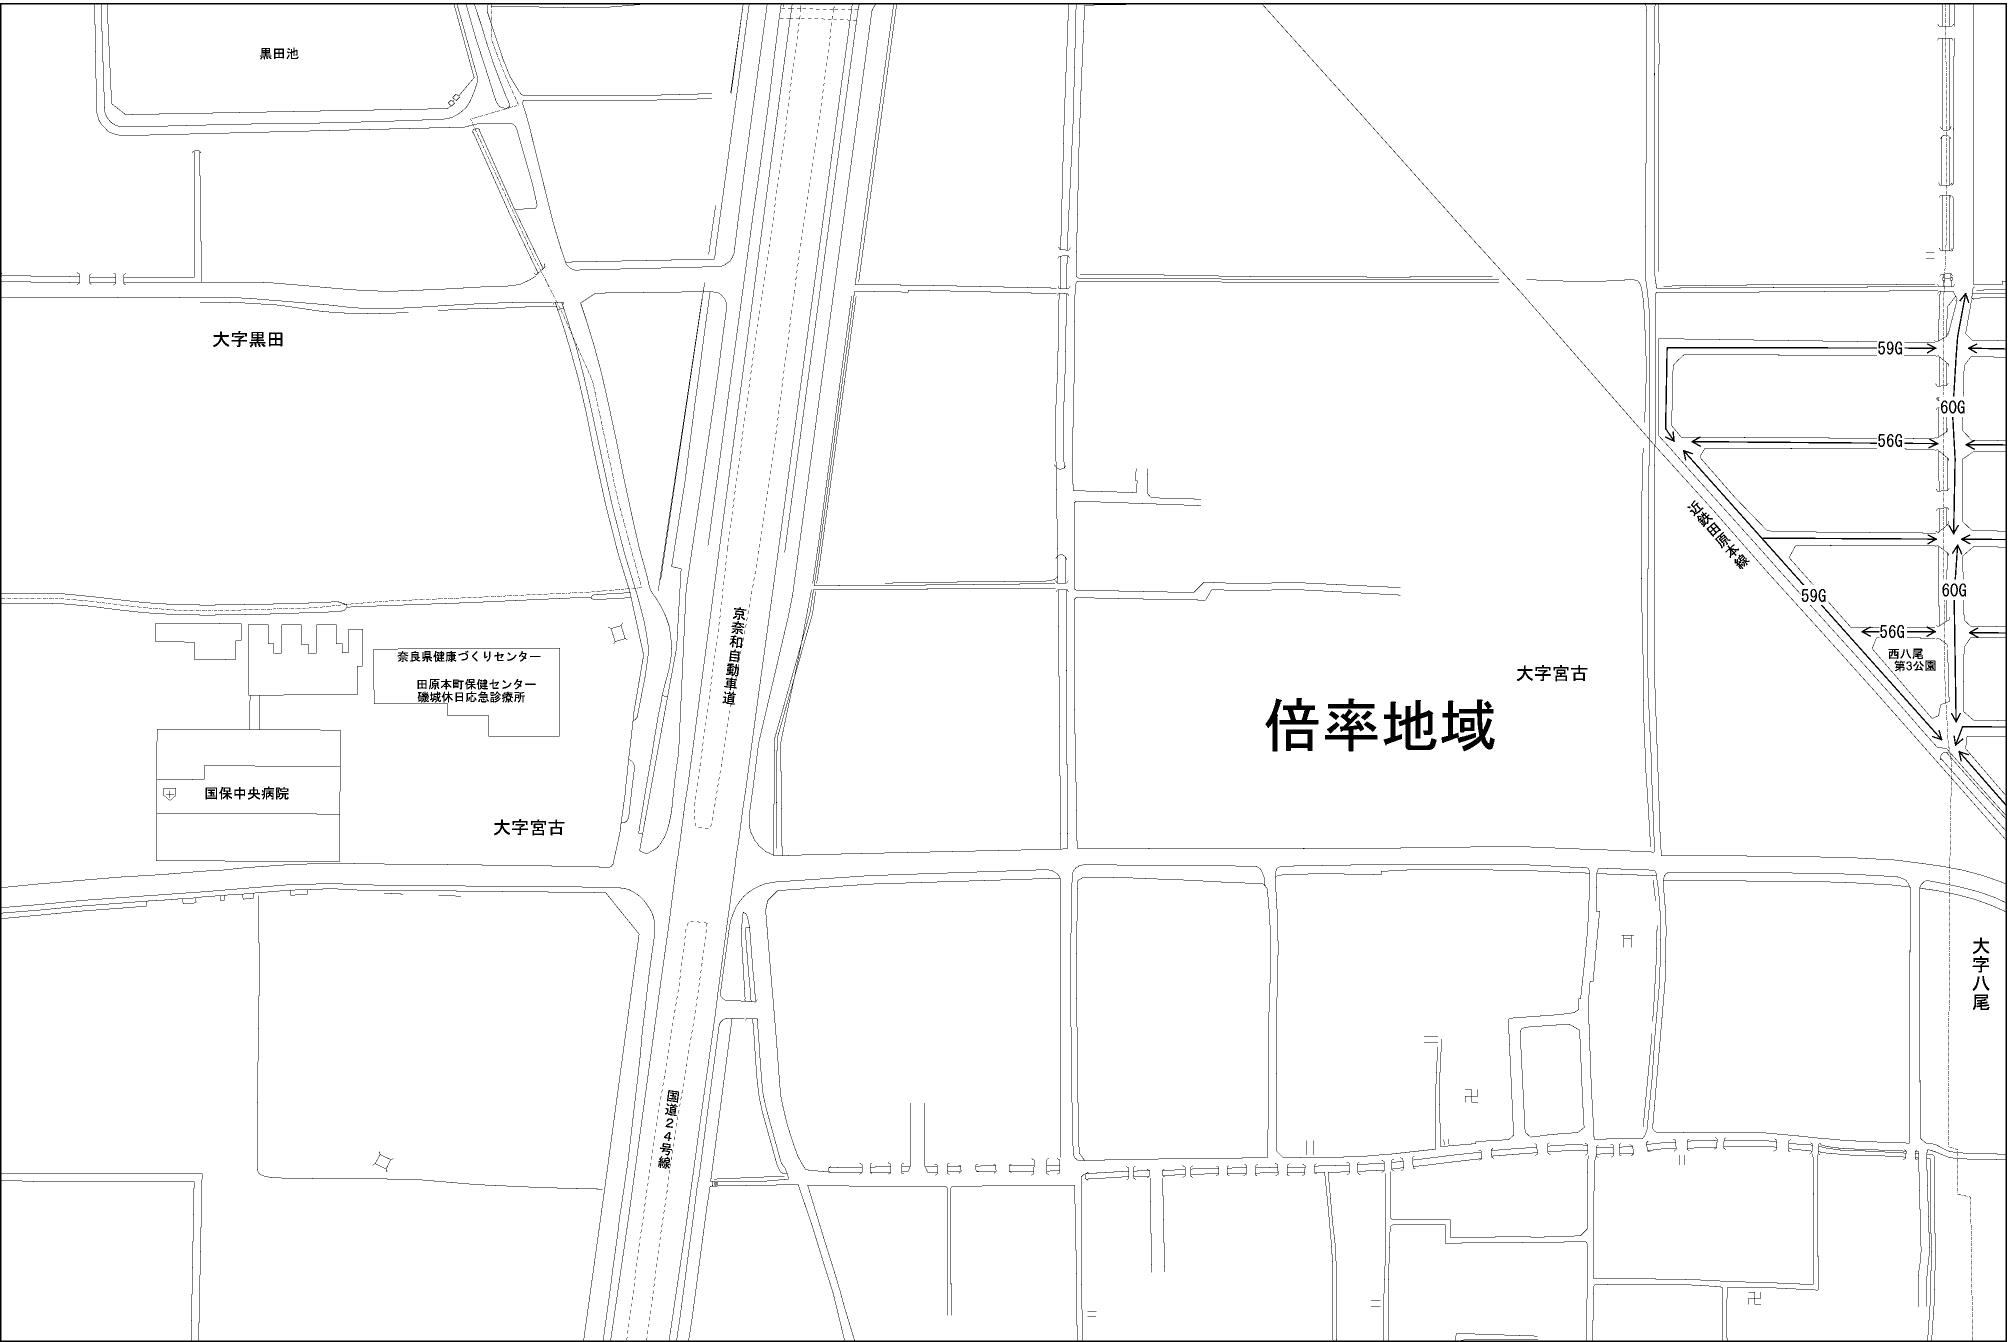 黒田池
大字黒田
59G
60G
56G
近鉄田原本線
59G
60G
56G
西八尾
第3公園
京奈和自動車道
奈良県健康づくりセンター
田原本町保健センター
磯城休日応急診療所
大字宮古
倍率地域
国保中央病院
大字宮古
大字八尾
国道24号線